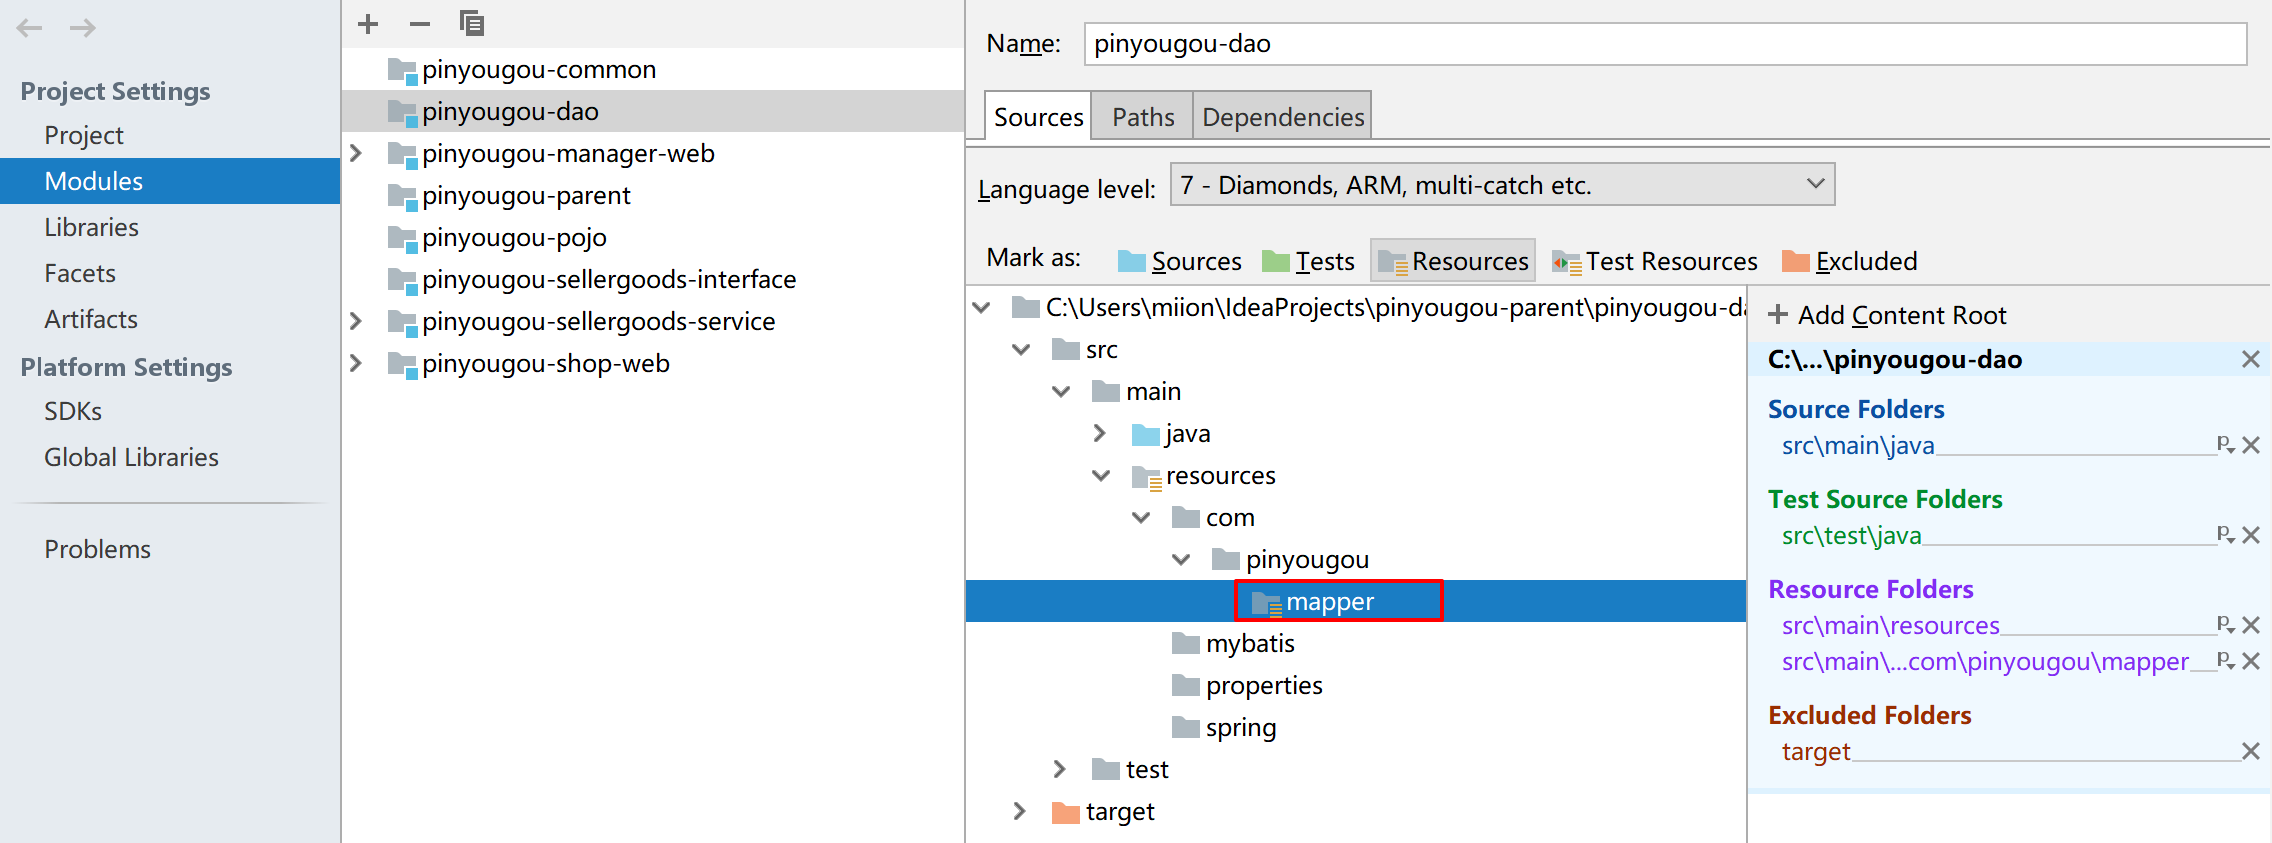 Project Settings
Project
Modules
Libraries
Facets
Artifacts
Platform Settings
SDKs
Global Libraries
Problems
pinyougou-common
pinyougou-dao
pinyougou-manager-web
pinyougou-parent
pinyougou-pojo
pinyougou-sellergoods-interface
pinyougou-sellergoods-service
pinyougou-shop-web
Name: pinyougou-dao
Sources Paths Dependencies
Language level: 7 - Diamonds, ARM, multi-catch etc.
Mark as: Sources Tests Resources Test Resources Excluded
C:\Users\miion\IdeaProjects\pinyougou-parent\pinyougou-da
src
main
java
resources
com
pinyougou
mapper
mybatis
properties
spring
test
target
Add Content Root
C:\...\pinyougou-dao
Source Folders
src\main\java
Test Source Folders
src\test\java
Resource Folders
src\main\resources
src\main\...com\pinyougou\mapper
Excluded Folders
target